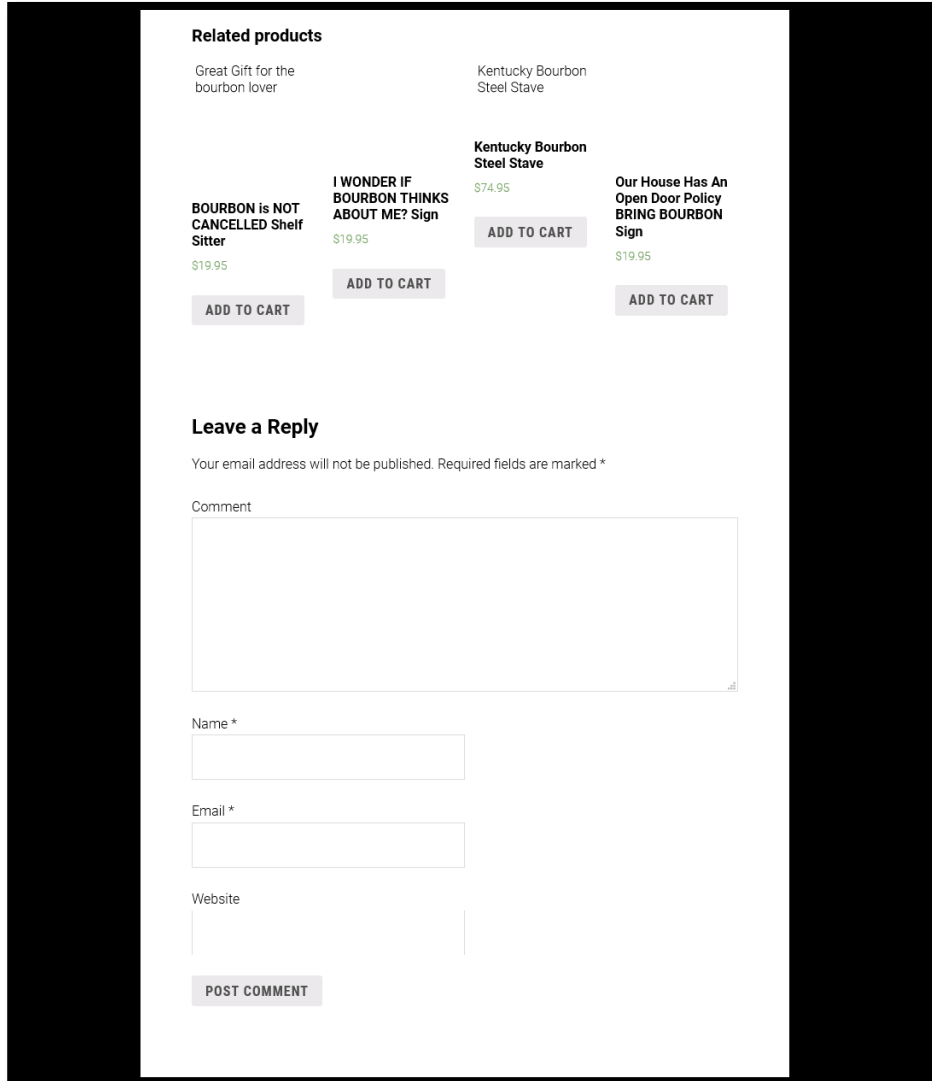 Related products
Great Gift for the
bourbon lover
BOURBON is NOT
CANCELLED Shelf
Sitter
$19.95
ADD TO CART
I WONDER IF
BOURBON THINKS
ABOUT ME? Sign
$19.95
ADD TO CART
Kentucky Bourbon
Steel Stave
Kentucky Bourbon
Steel Stave
$74.95
ADD TO CART
Our House Has An
Open Door Policy
BRING BOURBON
Sign
$19.95
ADD TO CART
Leave a Reply
Your email address will not be published. Required fields are marked *
Comment
Name *
Email *
Website
POST COMMENT